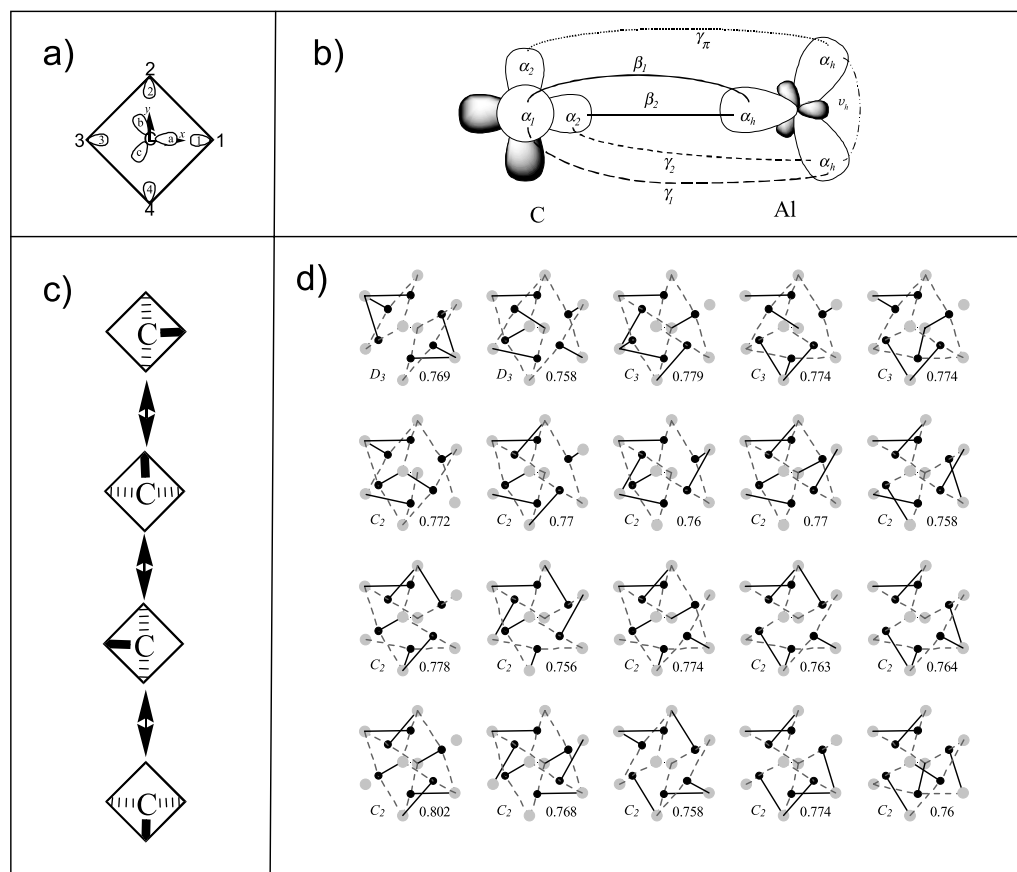 a)
2
2
y
b
3
3
L
a
x
1
1
c
4
4
b)
γπ
α2
αh
β1
α1
α2
β2
αh
υh
γ2
αh
γ1
C
Al
c)
C
C
C
C
d)
D3 0.769 D3 0.758 C3 0.779 C3 0.774 C3 0.774
C2 0.772 C2 0.77 C2 0.76 C2 0.77 C2 0.758
C2 0.778 C2 0.756 C2 0.774 C2 0.763 C2 0.764
C2 0.802 C2 0.768 C2 0.758 C2 0.774 C2 0.76